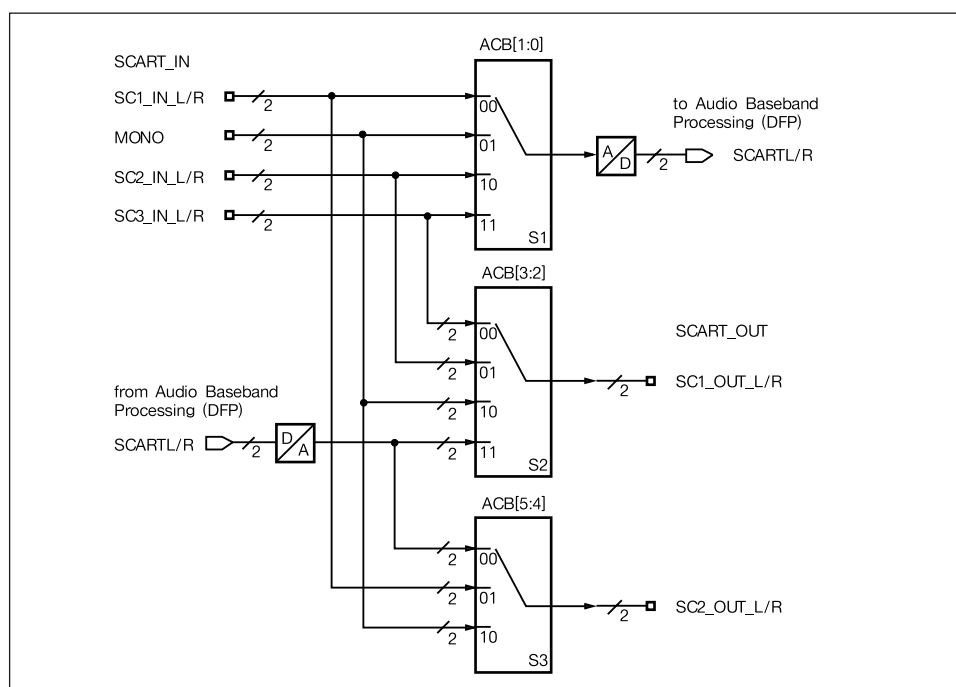 ACB[1:0]
SCART_IN
SC1_IN_L/R
2
00
MONO
2
01
SC2_IN_L/R
2
10
SC3_IN_L/R
2
11
S1
to Audio Baseband
Processing (DFP)
A
D
2
SCARTL/R
ACB[3:2]
2
00
2
01
2
10
2
11
S2
SCART_OUT
2
SC1_OUT_L/R
from Audio Baseband
Processing (DFP)
SCARTL/R
2
D
A
ACB[5:4]
2
00
2
01
2
10
S3
2
SC2_OUT_L/R